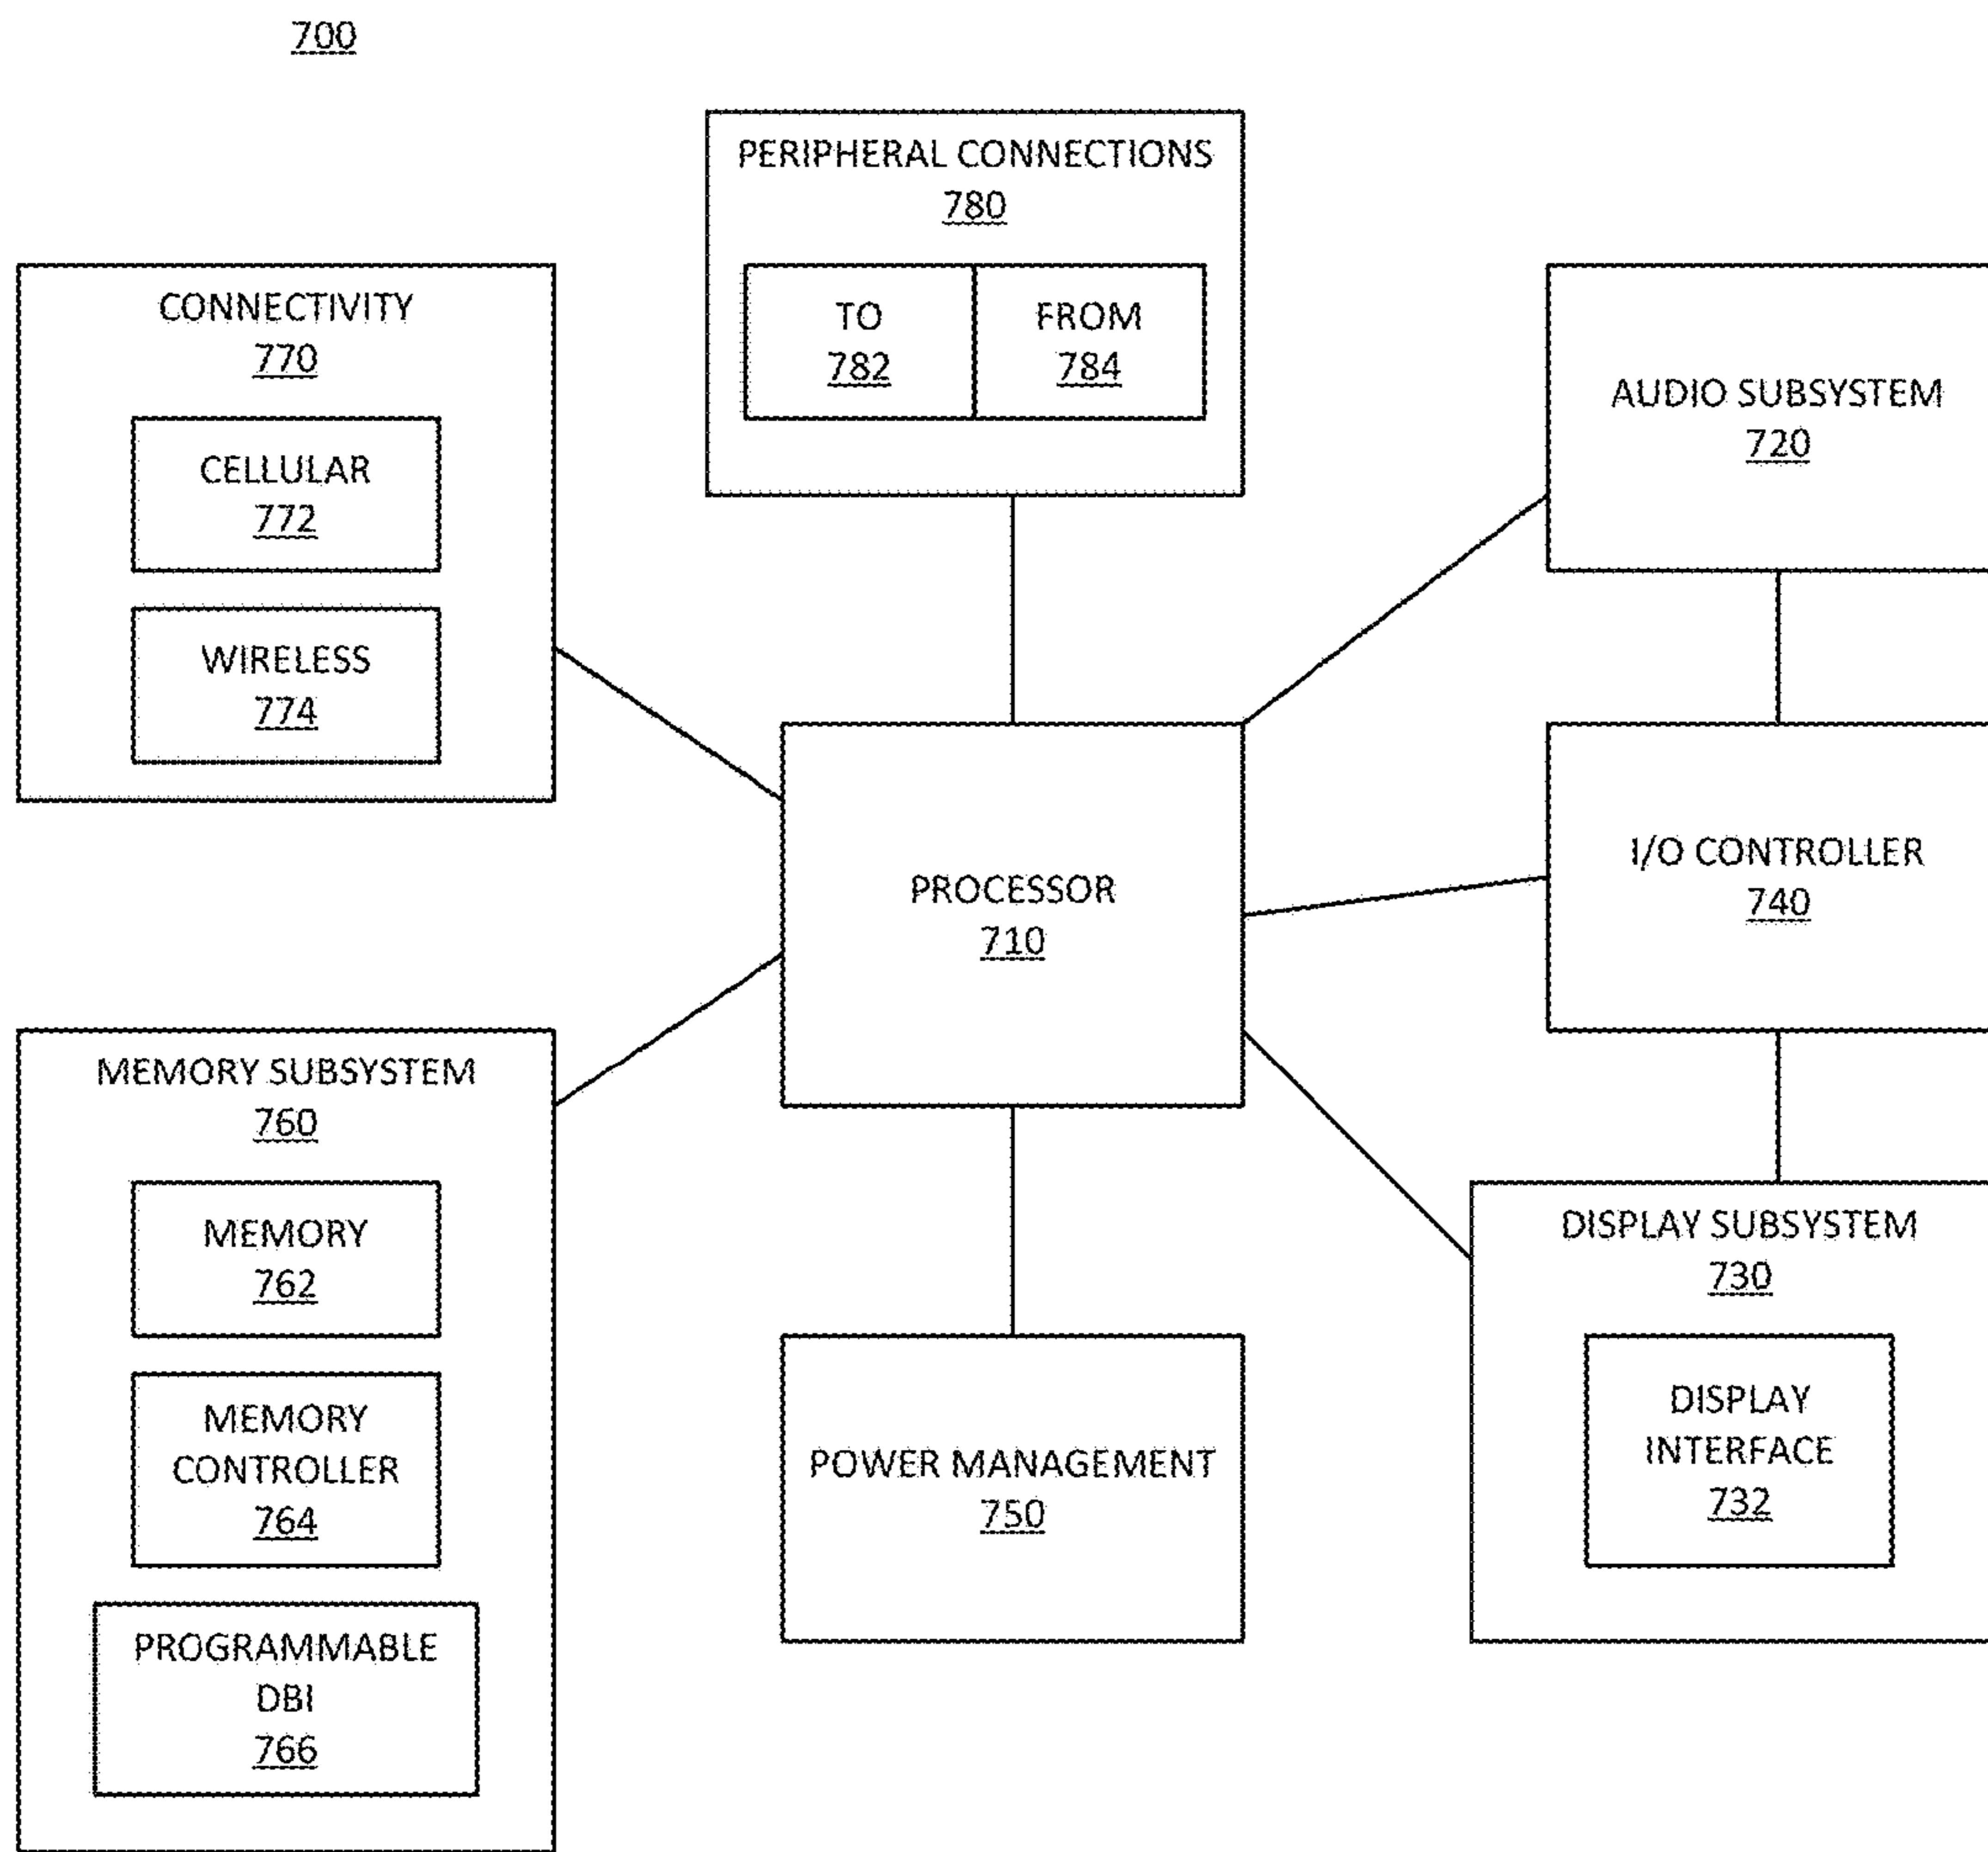 700
PERIPHERAL CONNECTIONS
780
TO
782
FROM
784
CONNECTIVITY
770
CELLULAR
772
WIRELESS
774
AUDIO SUBSYSTEM
720
PROCESSOR
710
I/O CONTROLLER
740
MEMORY SUBSYSTEM
760
MEMORY
762
MEMORY
CONTROLLER
764
PROGRAMMABLE
DBI
766
POWER MANAGEMENT
750
DISPLAY SUBSYSTEM
730
DISPLAY
INTERFACE
732